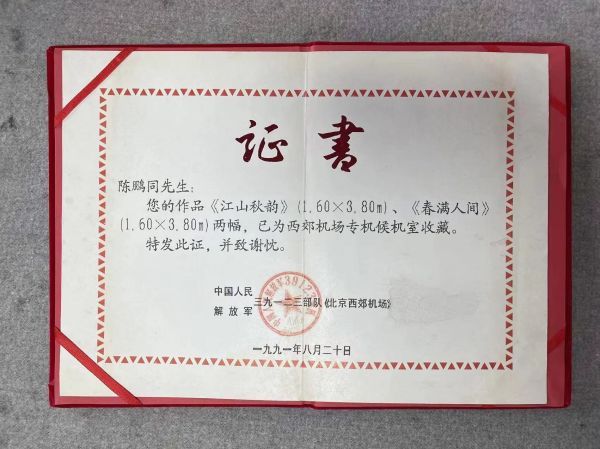 证書
陈鹏同先生：
您的作品《江山秋韵》(1.60×3.80m)、《春满人间》
(1.60×3.80m)两幅，已为西郊机场专机候机室收藏。
特发此证，并致谢忱。
中国人民
解放军 三九一二三部队《北京西郊机场》
一九九一年八月二十日